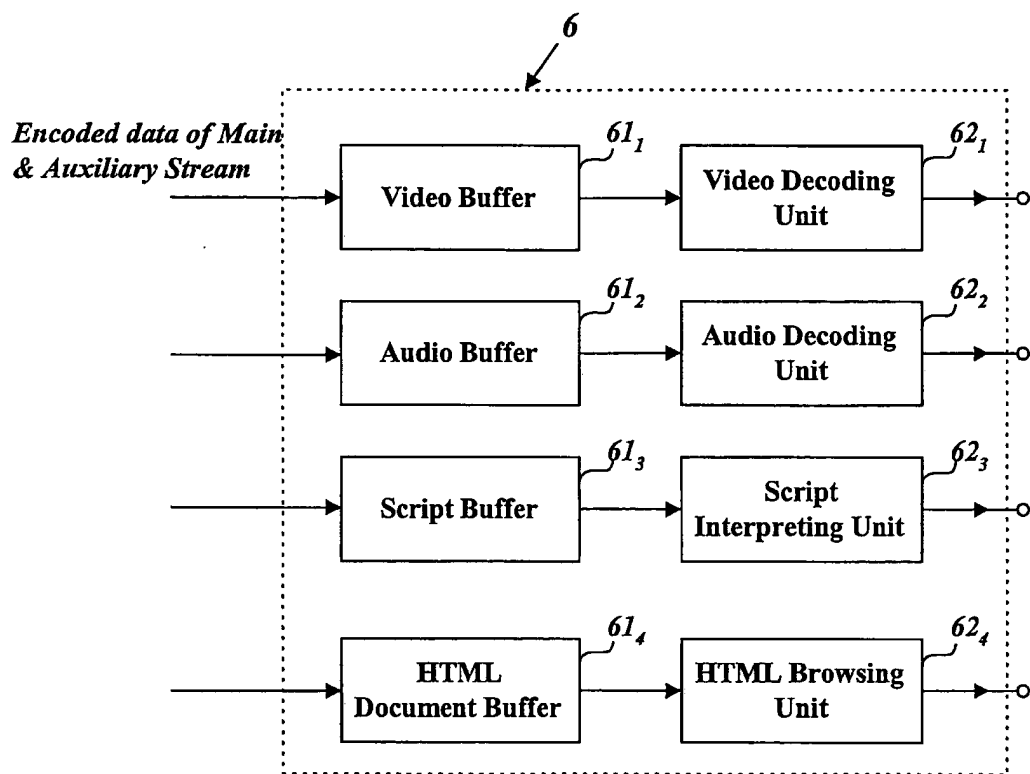 6
Encoded data of Main
& Auxiliary Stream
61₁
Video Buffer
62₁
Video Decoding
Unit
61₂
Audio Buffer
62₂
Audio Decoding
Unit
61₃
Script Buffer
62₃
Script
Interpreting Unit
61₄
HTML
Document Buffer
62₄
HTML Browsing
Unit